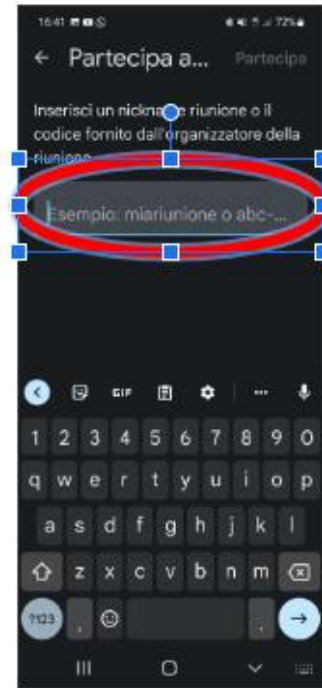 16:41 72%
Partecipa a... Partecipa
Inserisci un nickname riunione o il
codice fornito dall'organizzatore della
riunione
Esempio: miariunione o abc-...
GIF
1 2 3 4 5 6 7 8 9 0
q w e r t y u i o p
a s d f g h j k l
z x c v b n m
?123 , .